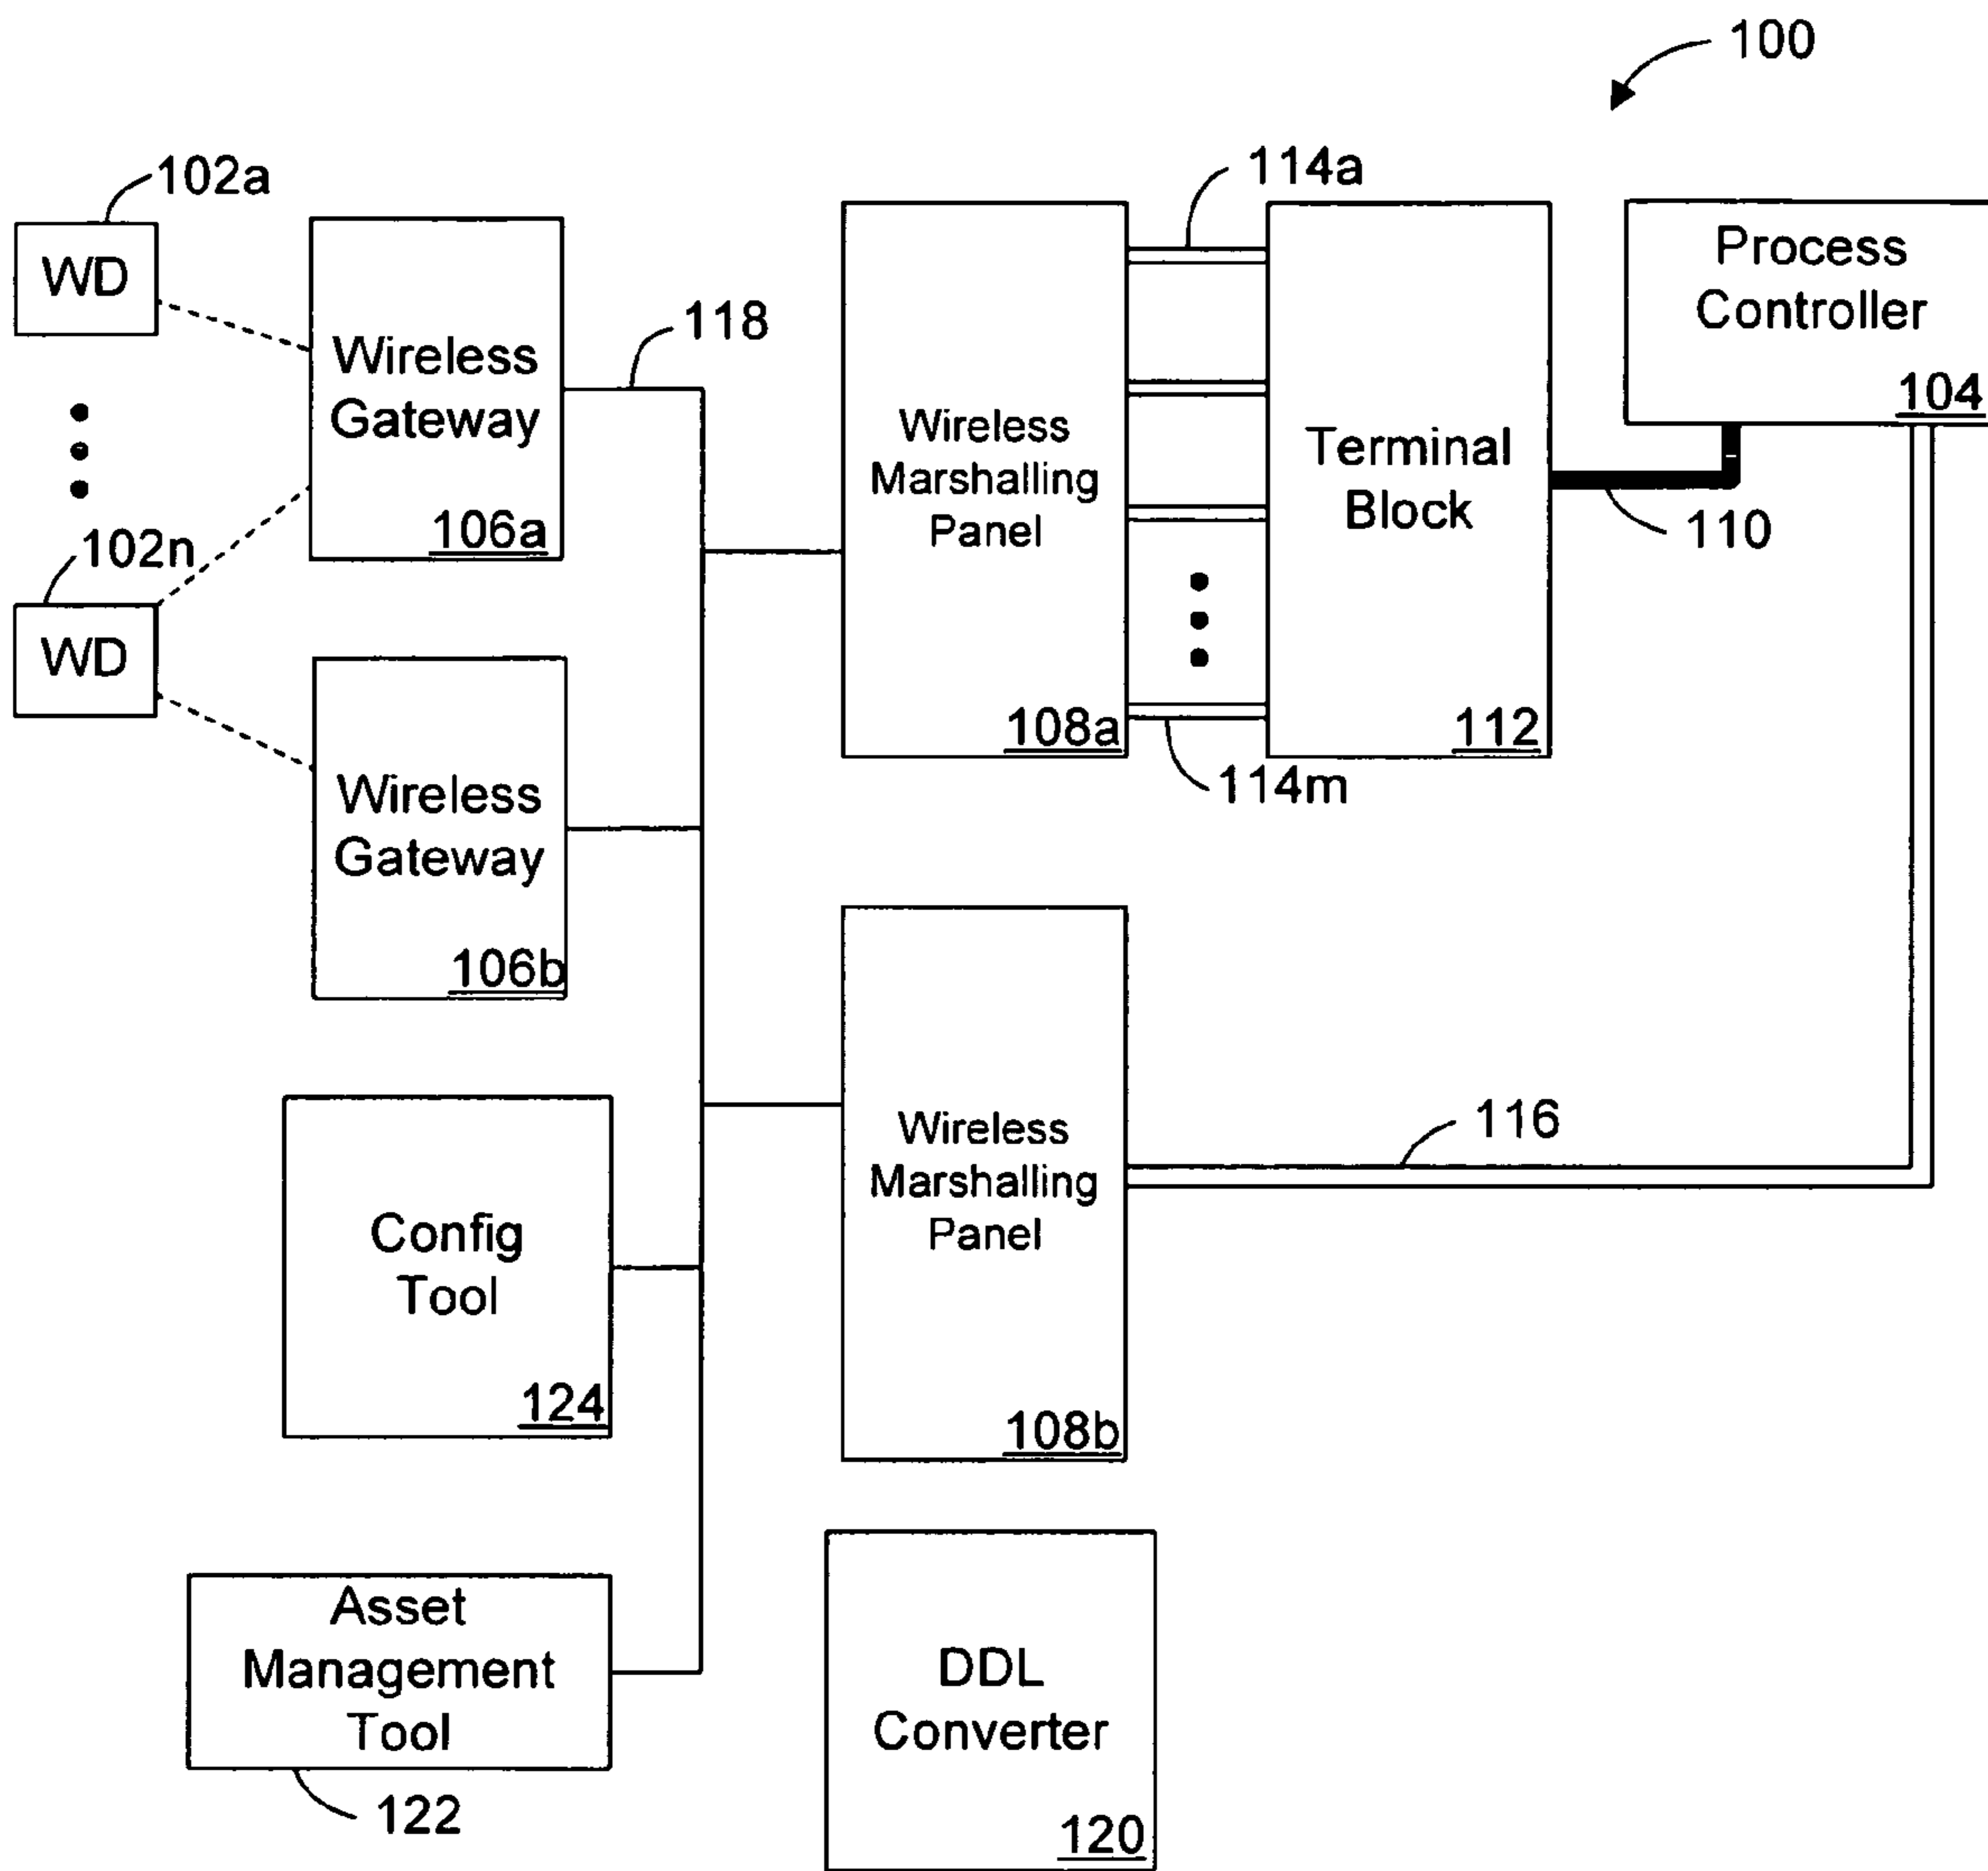 100
102a
WD
102n
WD
Wireless
Gateway
106a
118
Wireless
Gateway
106b
Wireless
Marshalling
Panel
108a
114a
114m
Terminal
Block
112
Process
Controller
104
110
Config
Tool
124
Wireless
Marshalling
Panel
108b
116
Asset
Management
Tool
122
DDL
Converter
120